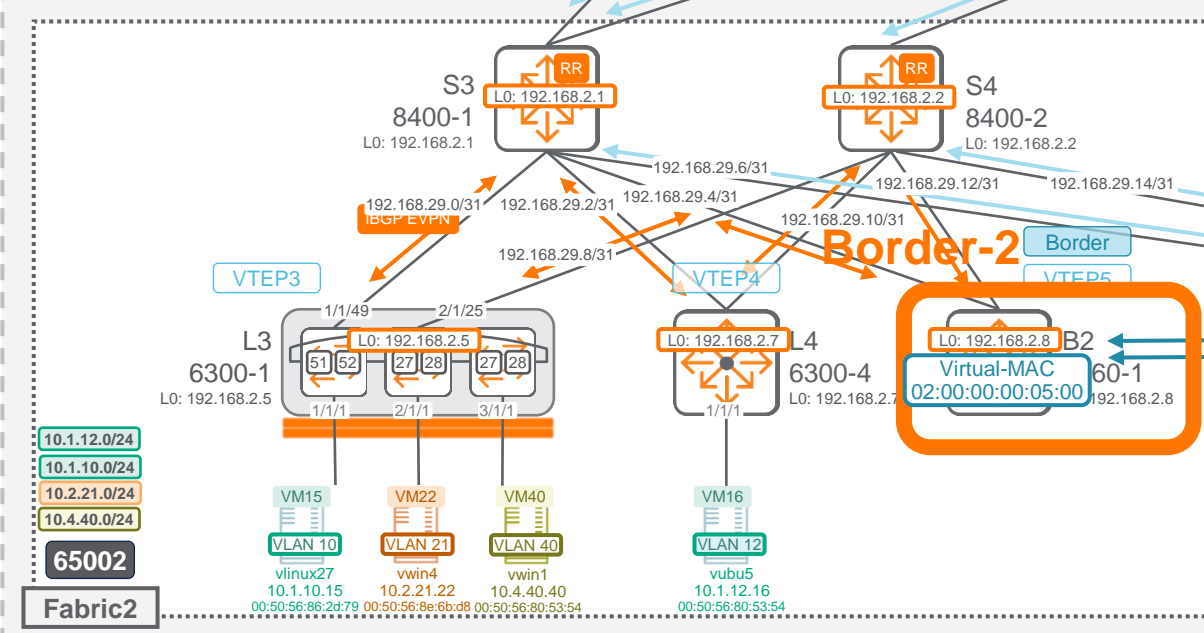 RR
L0: 192.168.2.1
S3
8400-1
L0: 192.168.2.1
RR
L0: 192.168.2.2
S4
8400-2
L0: 192.168.2.2
192.168.29.6/31
192.168.29.12/31
192.168.29.14/31
192.168.29.0/31
192.168.29.2/31
192.168.29.4/31
iBGP EVPN
192.168.29.10/31
192.168.29.8/31
Border-2
Border
VTEP3
VTEP4
VTEP5
1/1/49
2/1/25
L3
6300-1
L0: 192.168.2.5
L0: 192.168.2.5
51
52
27
28
27
28
1/1/1
2/1/1
3/1/1
L0: 192.168.2.7
L4
6300-4
L0: 192.168.2.7
1/1/1
L0: 192.168.2.8
B2
Virtual-MAC
02:00:00:00:05:00
60-1
192.168.2.8
10.1.12.0/24
10.1.10.0/24
10.2.21.0/24
10.4.40.0/24
65002
Fabric2
VM15
VLAN 10
vlinux27
10.1.10.15
00:50:56:86:2d:79
VM22
VLAN 21
vwin4
10.2.21.22
00:50:56:8e:6b:d8
VM40
VLAN 40
vwin1
10.4.40.40
00:50:56:80:53:54
VM16
VLAN 12
vubu5
10.1.12.16
00:50:56:80:53:54